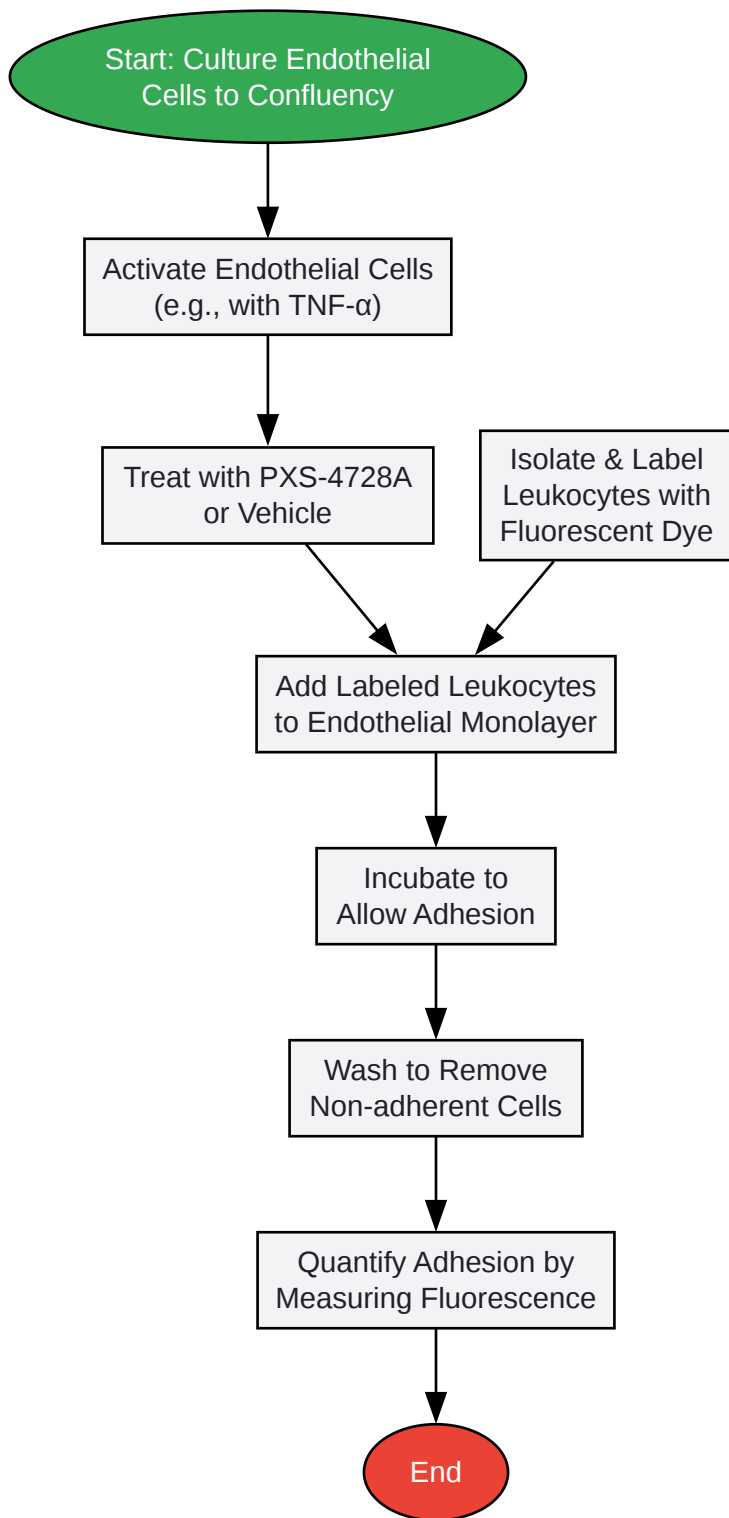 Start: Culture Endothelial
Cells to Confluency
Activate Endothelial Cells
(e.g., with TNF-α)
Treat with PXS-4728A
or Vehicle
Isolate & Label
Leukocytes with
Fluorescent Dye
Add Labeled Leukocytes
to Endothelial Monolayer
Incubate to
Allow Adhesion
Wash to Remove
Non-adherent Cells
Quantify Adhesion by
Measuring Fluorescence
End